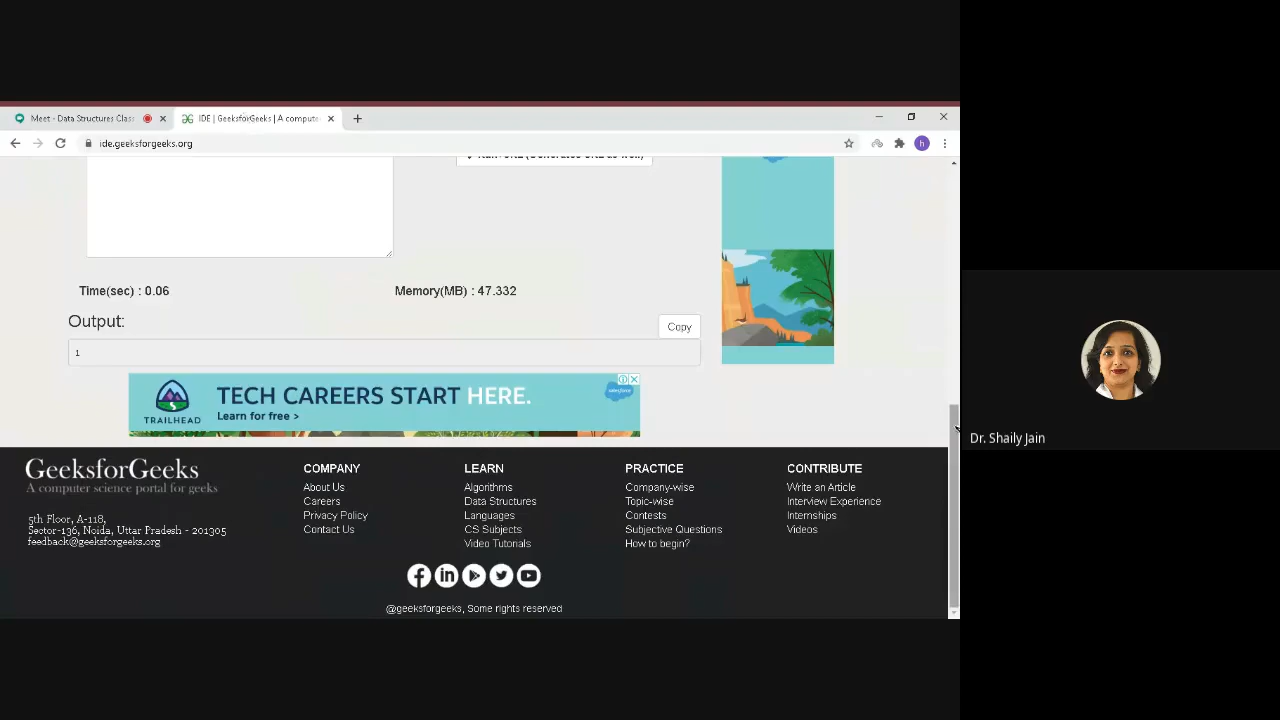 Meet - Data Structures Class
IDE | GeeksforGeeks | A compute
ide.geeksforgeeks.org
h
Time(sec) : 0.06
Memory(MB) : 47.332
Output:
Copy
1
TRAILHEAD
TECH CAREERS START HERE.
Learn for free >
salesforce
GeeksforGeeks
A computer science portal for geeks
5th Floor, A-118,
Sector-136, Noida, Uttar Pradesh - 201305
feedback@geeksforgeeks.org
COMPANY
About Us
Careers
Privacy Policy
Contact Us
LEARN
Algorithms
Data Structures
Languages
CS Subjects
Video Tutorials
PRACTICE
Company-wise
Topic-wise
Contests
Subjective Questions
How to begin?
CONTRIBUTE
Write an Article
Interview Experience
Internships
Videos
@geeksforgeeks, Some rights reserved
Dr. Shaily Jain